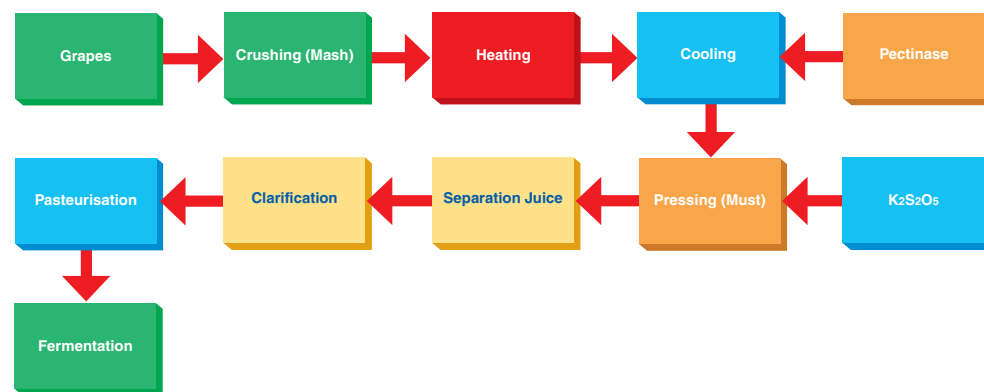 Grapes
Crushing (Mash)
Heating
Cooling
Pectinase
Pasteurisation
Clarification
Separation Juice
Pressing (Must)
K2S2O5
Fermentation